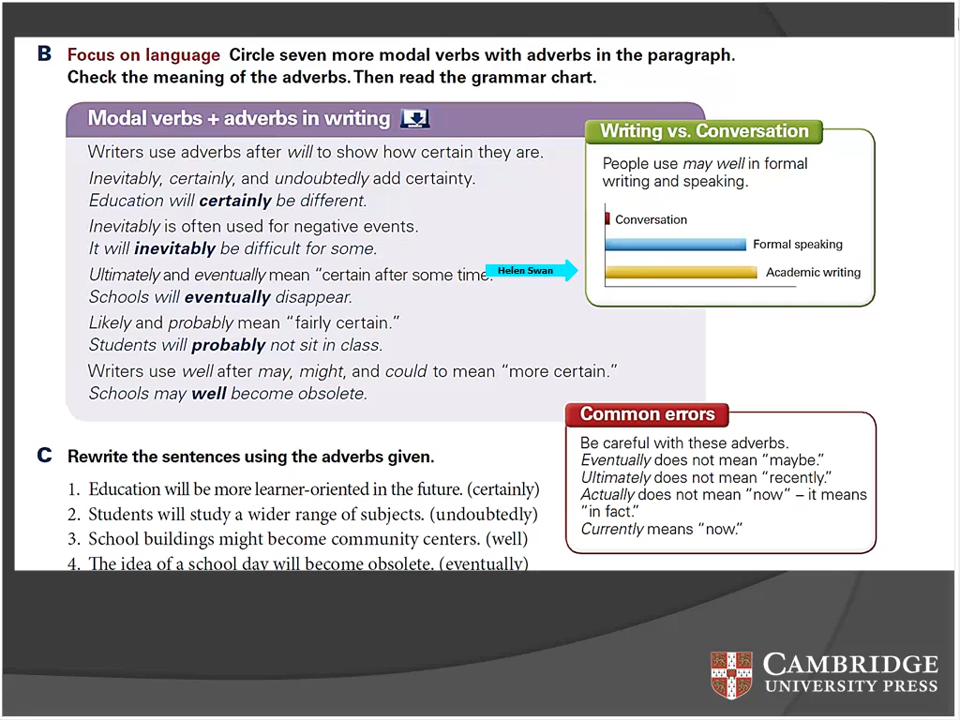 B Focus on language Circle seven more modal verbs with adverbs in the paragraph.
Check the meaning of the adverbs. Then read the grammar chart.
Modal verbs + adverbs in writing
Writers use adverbs after will to show how certain they are.
Inevitably, certainly, and undoubtedly add certainty.
Education will certainly be different.
Inevitably is often used for negative events.
It will inevitably be difficult for some.
Ultimately and eventually mean “certain after some time.
Schools will eventually disappear.
Likely and probably mean “fairly certain.”
Students will probably not sit in class.
Writers use well after may, might, and could to mean “more certain.”
Schools may well become obsolete.
Helen Swan
Writing vs. Conversation
People use may well in formal
writing and speaking.
Conversation
Formal speaking
Academic writing
Common errors
Be careful with these adverbs.
Eventually does not mean “maybe.”
Ultimately does not mean “recently.”
Actually does not mean “now“ – it means
“in fact.”
Currently means “now.”
C Rewrite the sentences using the adverbs given.
1. Education will be more learner-oriented in the future. (certainly)
2. Students will study a wider range of subjects. (undoubtedly)
3. School buildings might become community centers. (well)
4. The idea of a school day will become obsolete. (eventually)
CAMBRIDGE
UNIVERSITY PRESS